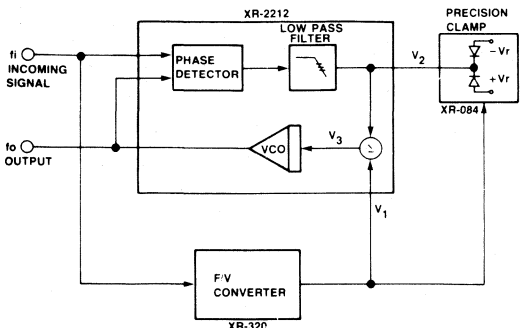 XR-2212
PRECISION
CLAMP
LOW PASS
FILTER
fi
INCOMING
SIGNAL
PHASE
DETECTOR
V2
– Vr
+ Vr
XR-084
fo
OUTPUT
VCO
V3
Σ
V1
F/V
CONVERTER
XR-320